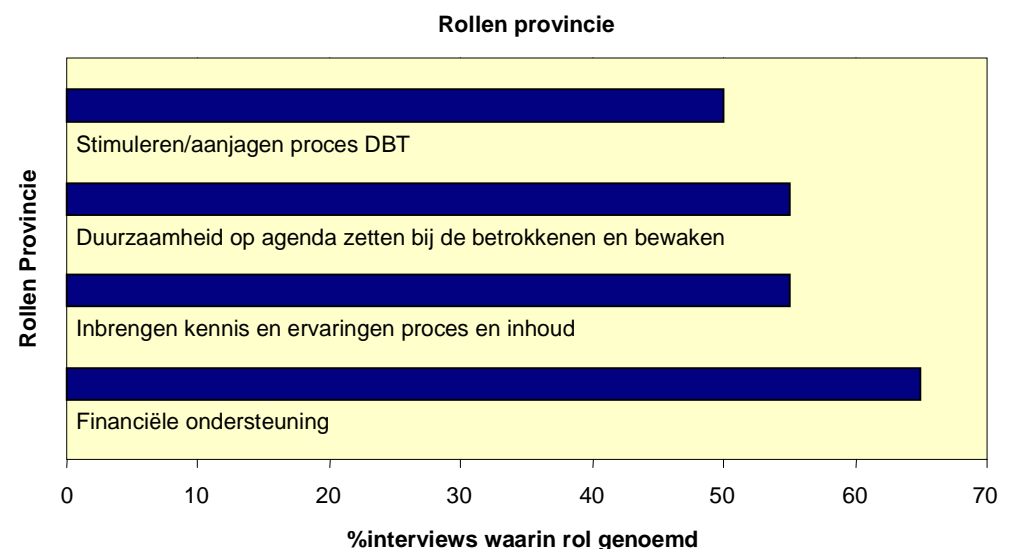 Rollen provincie
Stimuleren/aanjagen proces DBT
Duurzaamheid op agenda zetten bij de betrokkenen en bewaken
Inbrengen kennis en ervaringen proces en inhoud
Financiële ondersteuning
Rollen Provincie
0 10 20 30 40 50 60 70
%interviews waarin rol genoemd